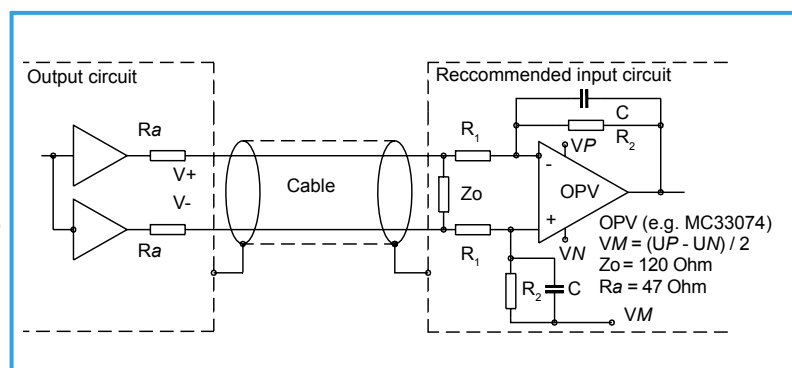 Output circuit
Reccommended input circuit
Ra
V+
V-
Ra
Cable
Zo
R1
R1
C
R2
VP
-
OPV
+
VN
R2
C
VM
OPV (e.g. MC33074)
VM = (UP - UN) / 2
Zo = 120 Ohm
Ra = 47 Ohm